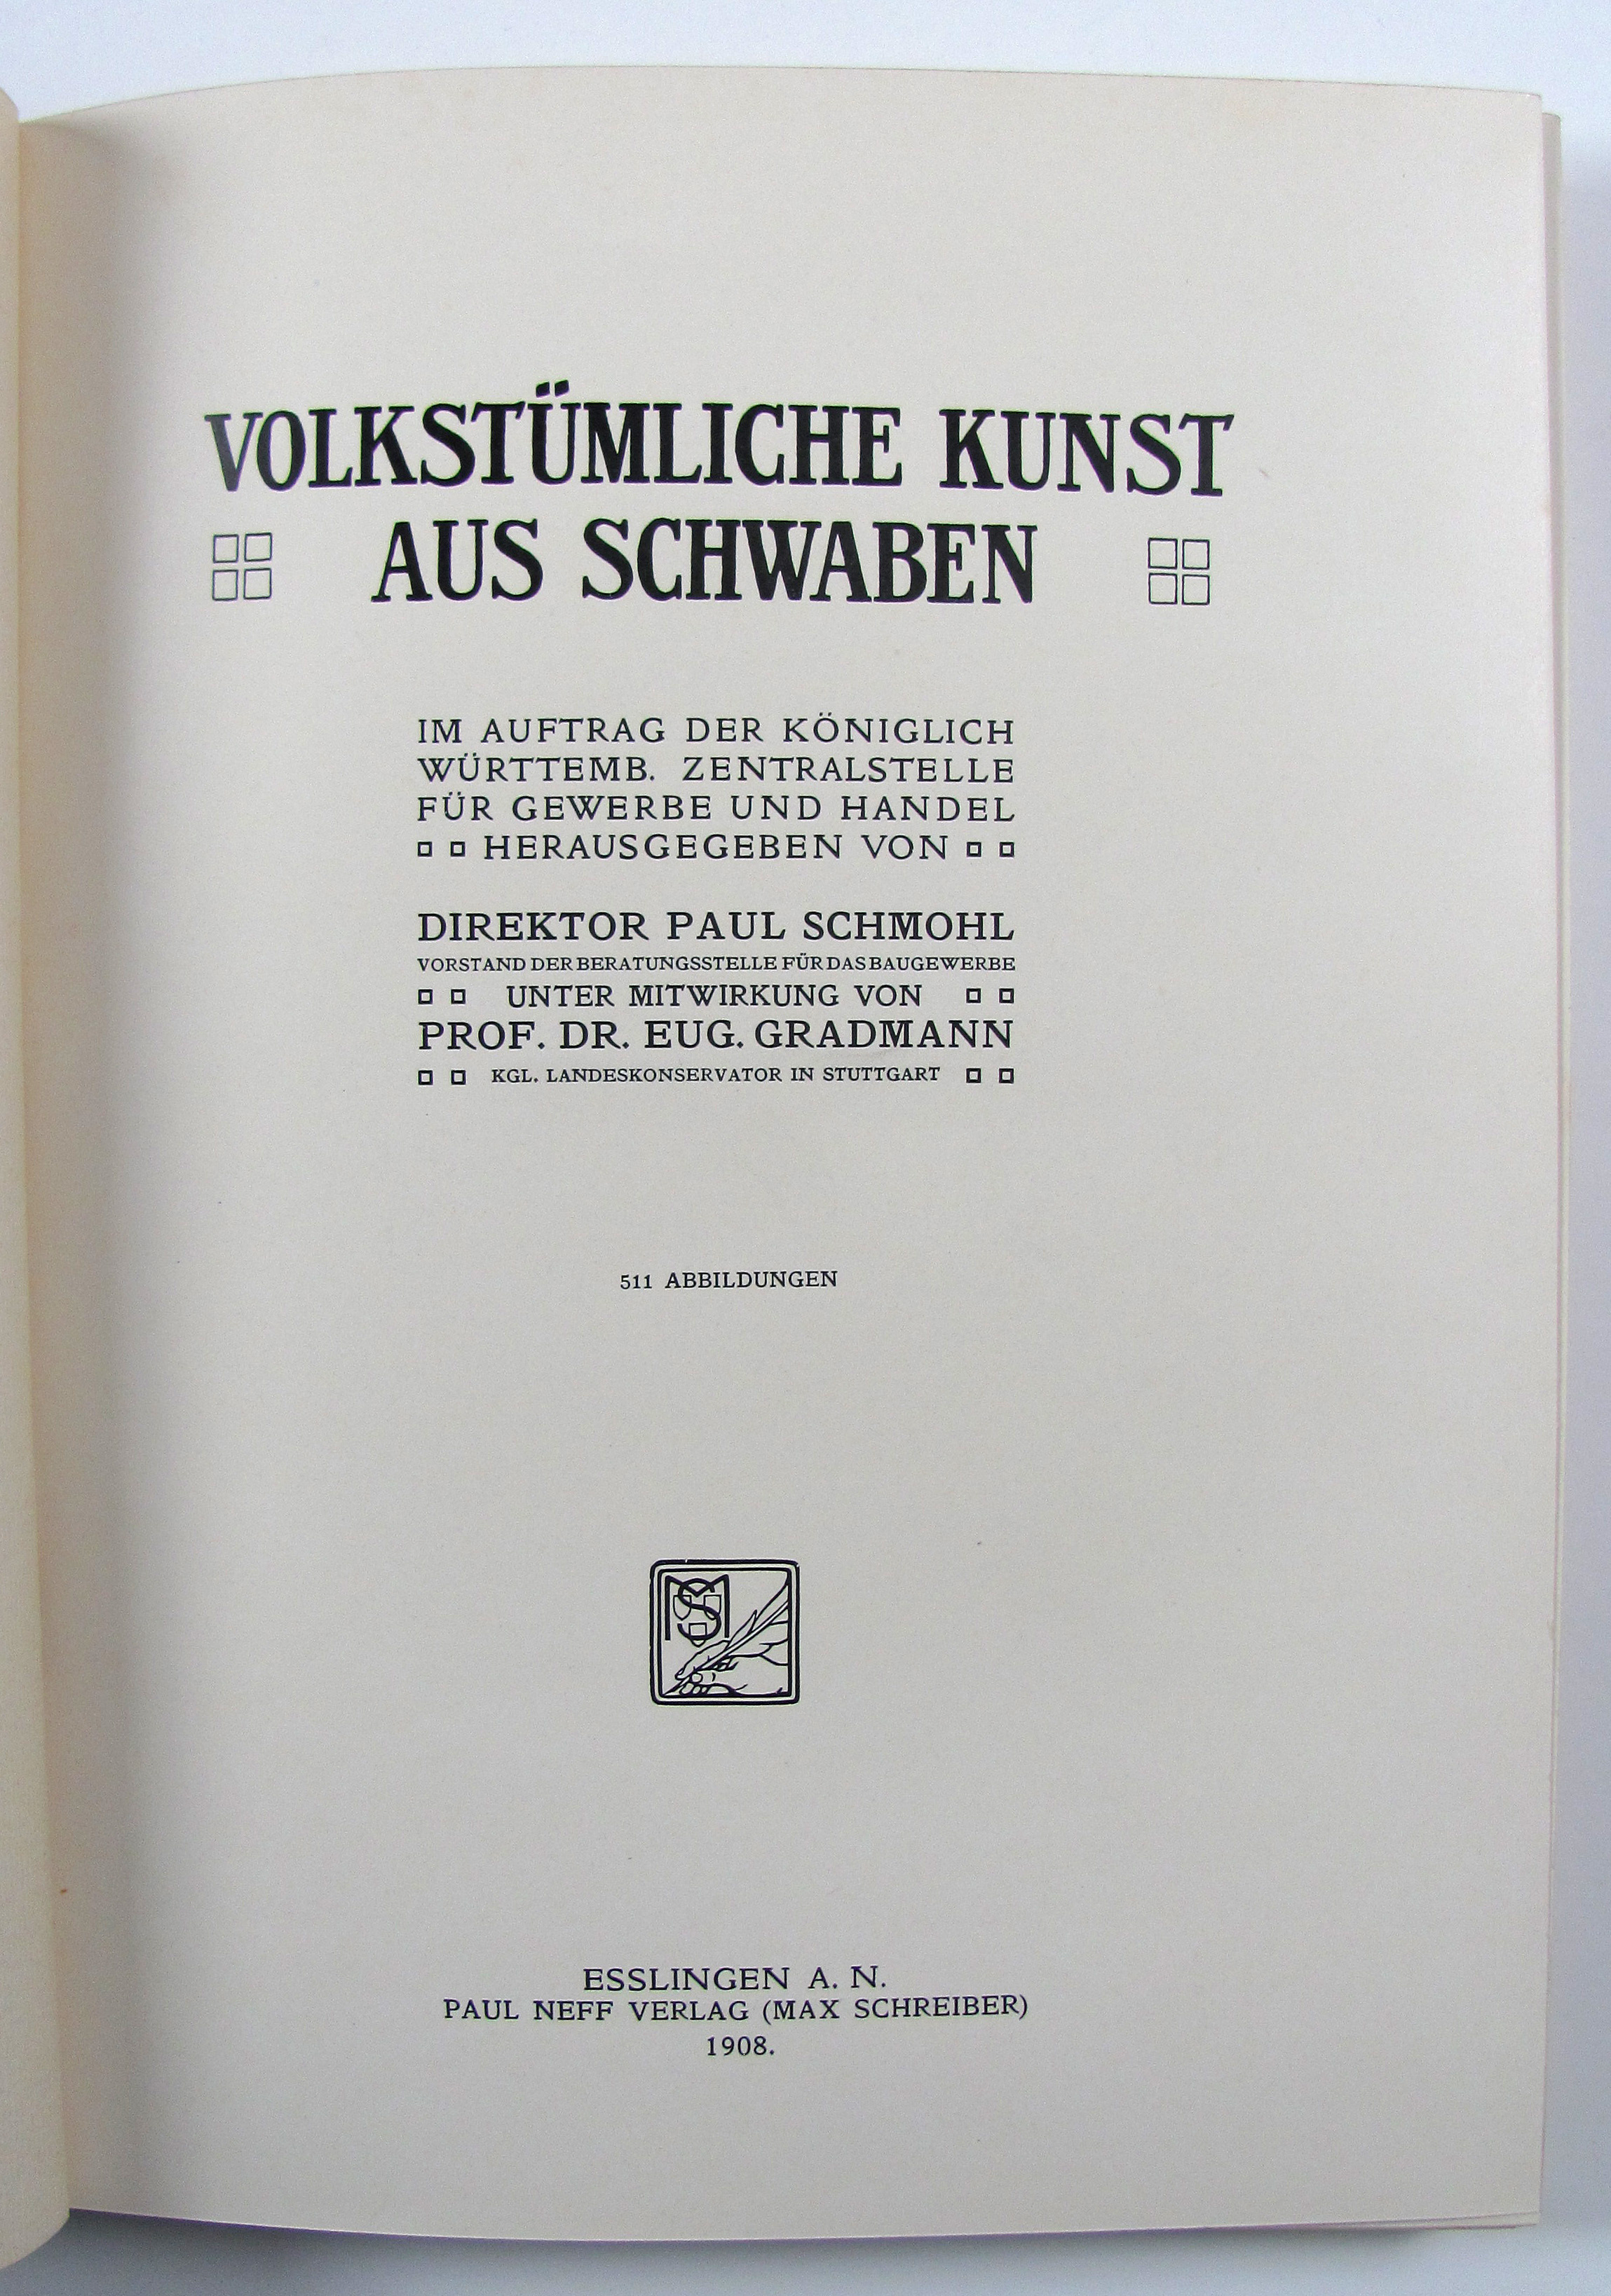 VOLKSTÜMLICHE KUNST
AUS SCHWABEN
IM AUFTRAG DER KÖNIGLICH
WÜRTTEMB. ZENTRALSTELLE
FÜR GEWERBE UND HANDEL
HERAUSGEGEBEN VON
DIREKTOR PAUL SCHMOHL
VORSTAND DER BERATUNGSSTELLE FÜR DAS BAUGEWERBE
UNTER MITWIRKUNG VON
PROF. DR. EUG. GRADMANN
KGL. LANDESKONSERVATOR IN STUTTGART
511 ABBILDUNGEN
MS
ESSLINGEN A. N.
PAUL NEFF VERLAG (MAX SCHREIBER)
1908.